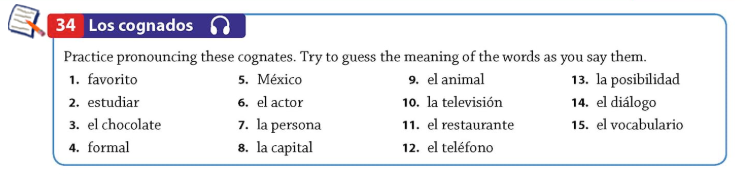 34 Los cognados
Practice pronouncing these cognates. Try to guess the meaning of the words as you say them.
1. favorito
2. estudiar
3. el chocolate
4. formal
5. México
6. el actor
7. la persona
8. la capital
9. el animal
10. la televisión
11. el restaurante
12. el teléfono
13. la posibilidad
14. el diálogo
15. el vocabulario